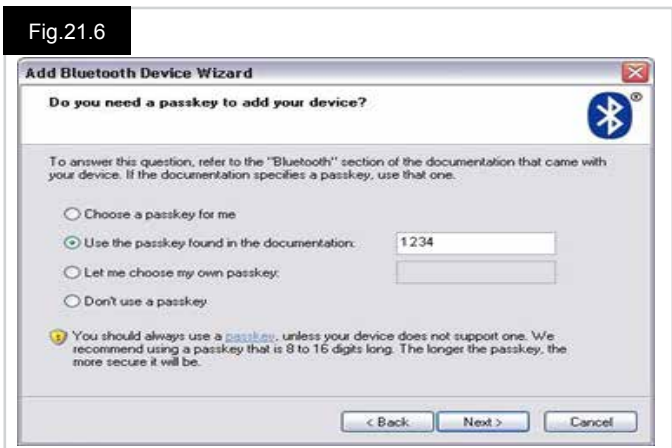 Fig.21.6
Add Bluetooth Device Wizard
Do you need a passkey to add your device?
To answer this question, refer to the "Bluetooth" section of the documentation that came with
your device. If the documentation specifies a passkey, use that one.
Choose a passkey for me
Use the passkey found in the documentation: 1234
Let me choose my own passkey:
Don't use a passkey
You should always use a passkey, unless your device does not support one. We
recommend using a passkey that is 8 to 16 digits long. The longer the passkey, the
more secure it will be.
< Back Next > Cancel